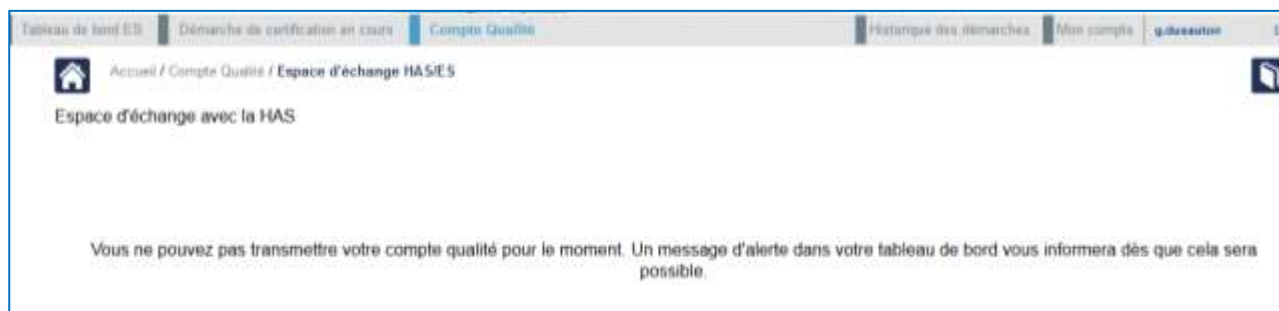 Tableau de bord ES Démarche de certification en cours Compte Qualité Historique des démarches Mon compte
Accueil / Compte Qualité / Espace d'échange HAS/ES
Espace d'échange avec la HAS
Vous ne pouvez pas transmettre votre compte qualité pour le moment. Un message d'alerte dans votre tableau de bord vous informera dès que cela sera
possible.